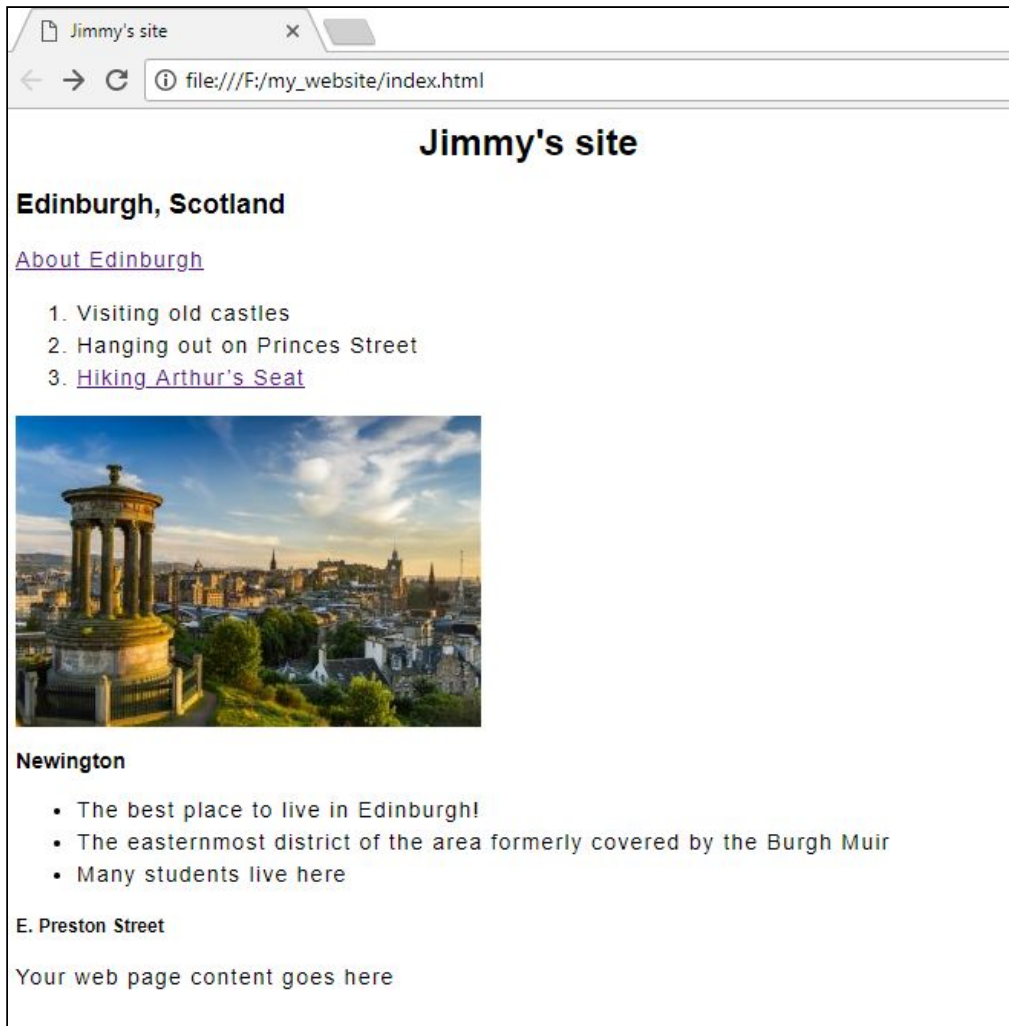 Jimmy's site
file:///F:/my_website/index.html
Jimmy's site
Edinburgh, Scotland
About Edinburgh
1. Visiting old castles
2. Hanging out on Princes Street
3. Hiking Arthur’s Seat
Newington
• The best place to live in Edinburgh!
• The easternmost district of the area formerly covered by the Burgh Muir
• Many students live here
E. Preston Street
Your web page content goes here